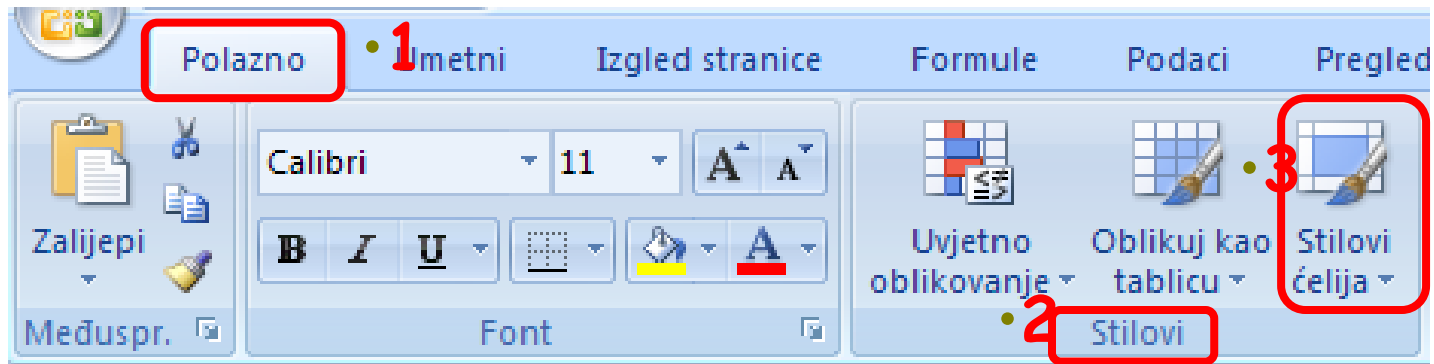 Polazno 1 Umetni Izgled stranice Formule Podaci Pregled
Calibri 11 A A
3
Zalijepi B I U A Uvjetno oblikovanje Oblikuj kao tablicu Stilovi ćelija
2
Međuspr. Font Stilovi